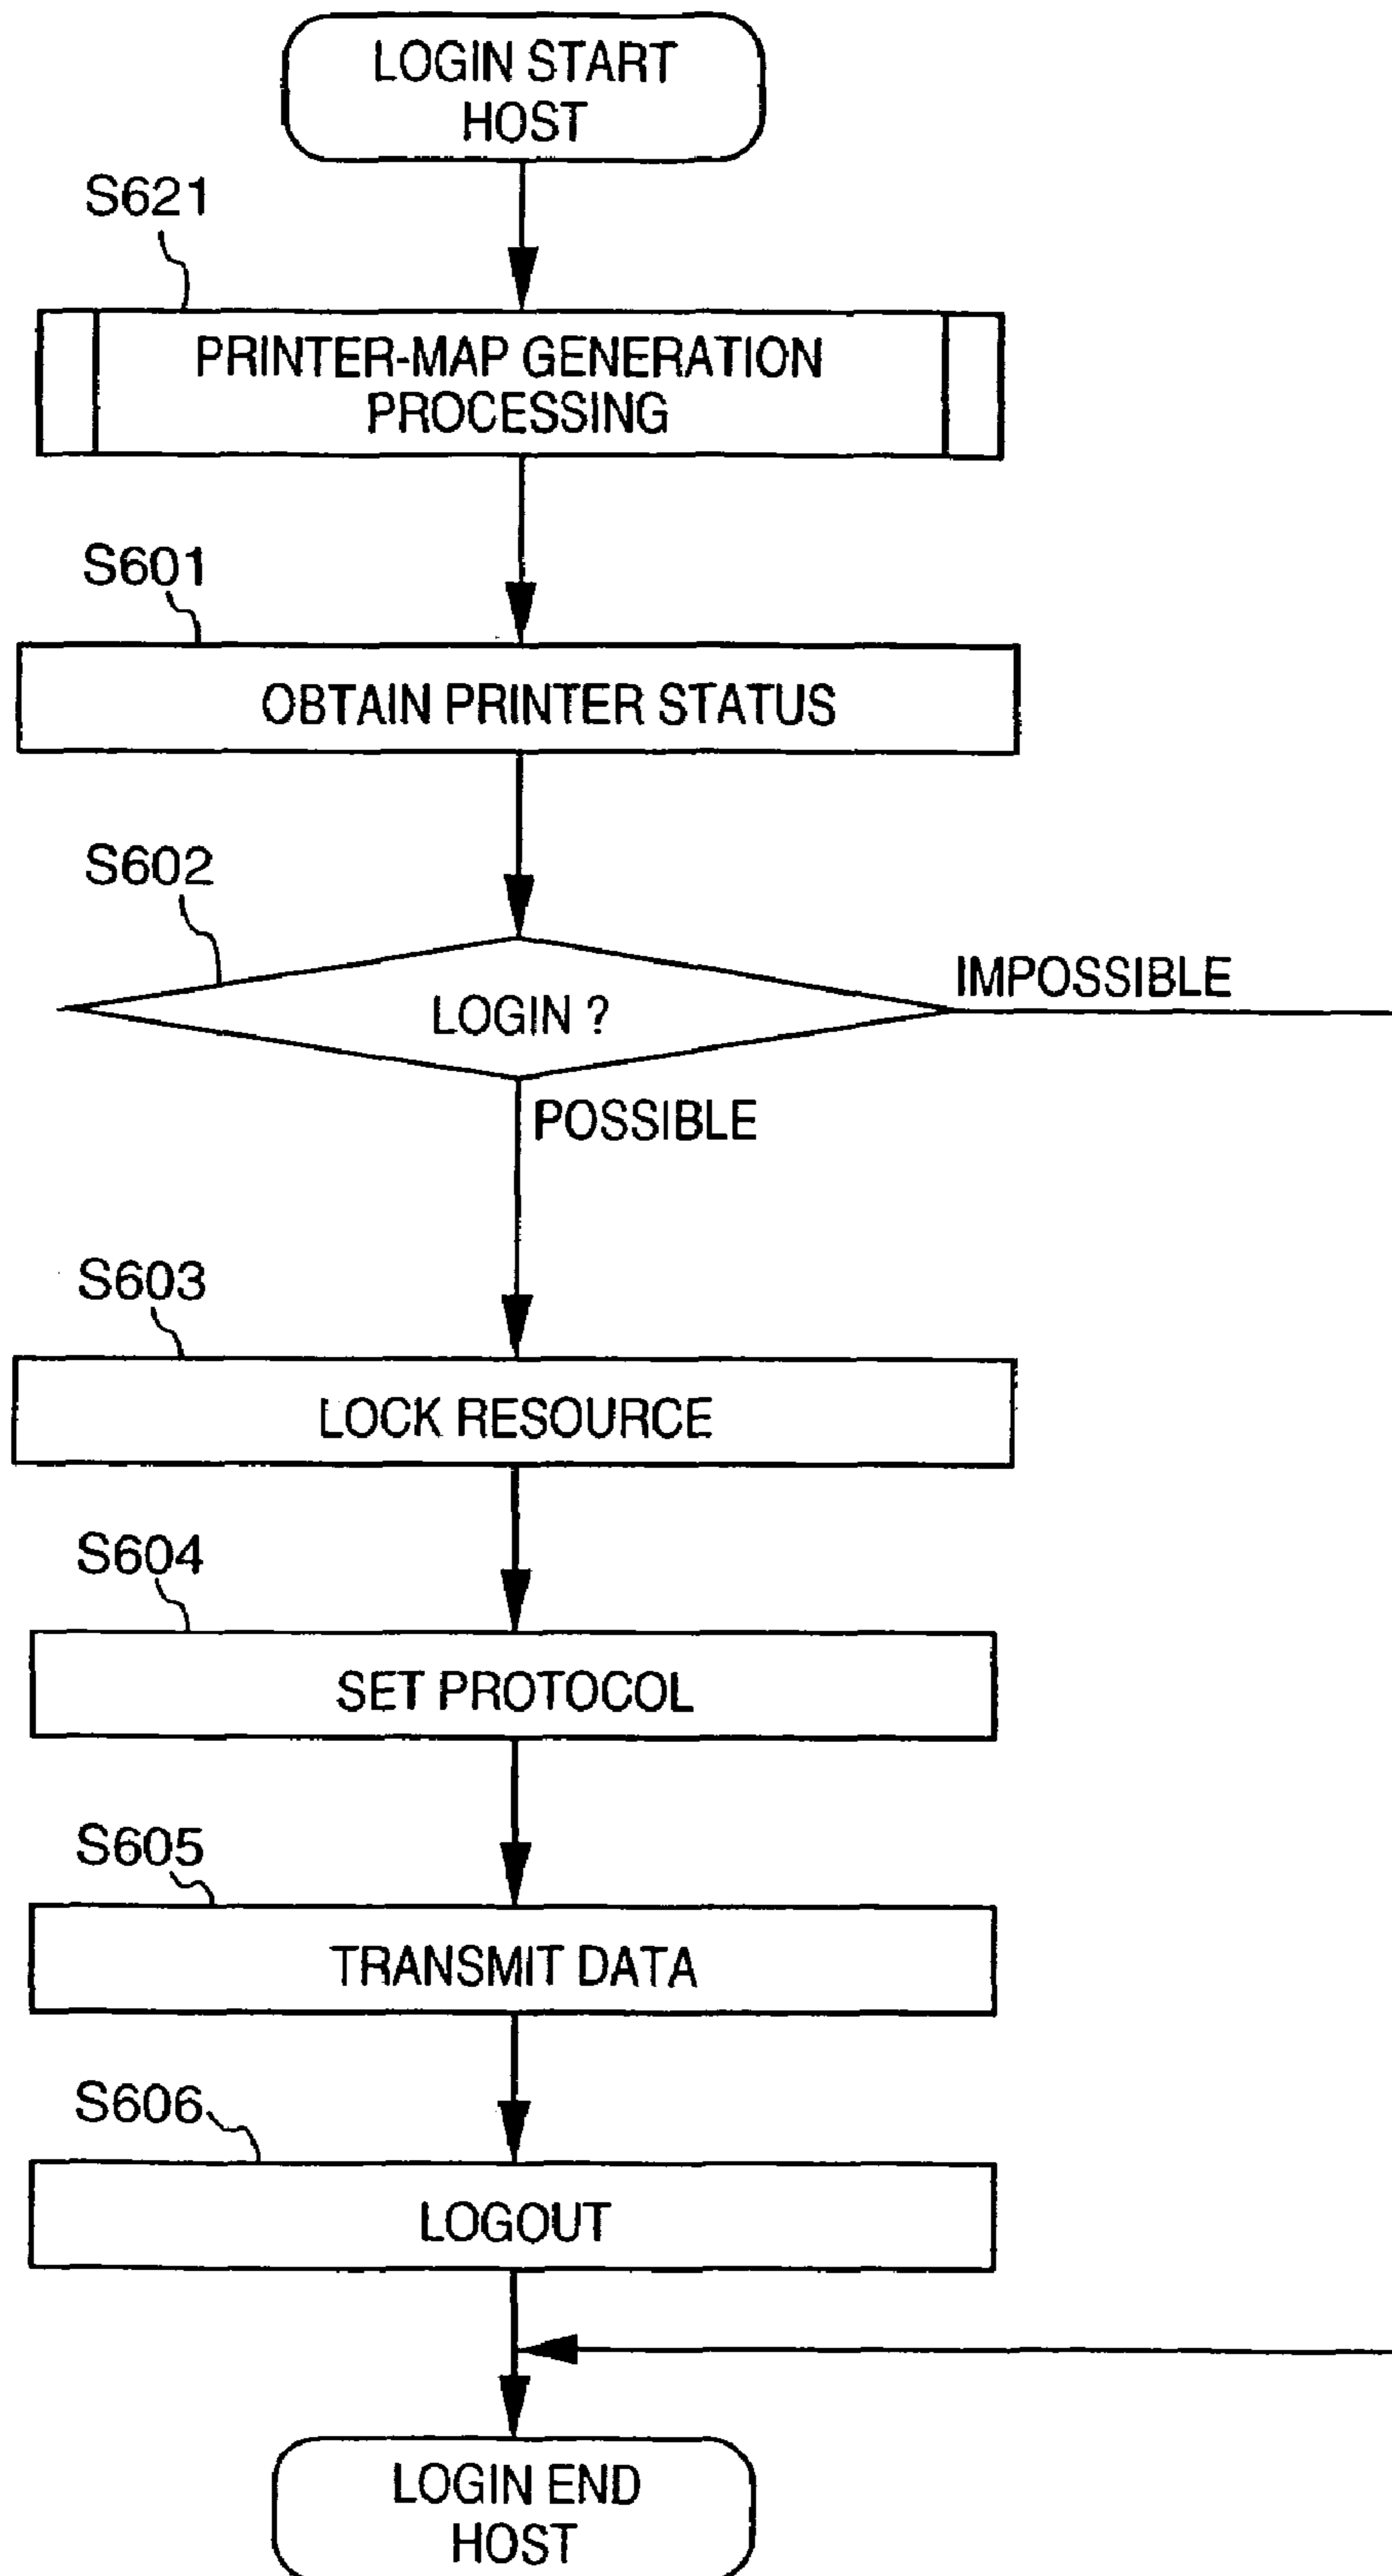 LOGIN START
HOST
S621
PRINTER-MAP GENERATION
PROCESSING
S601
OBTAIN PRINTER STATUS
S602
LOGIN ?
IMPOSSIBLE
POSSIBLE
S603
LOCK RESOURCE
S604
SET PROTOCOL
S605
TRANSMIT DATA
S606
LOGOUT
LOGIN END
HOST